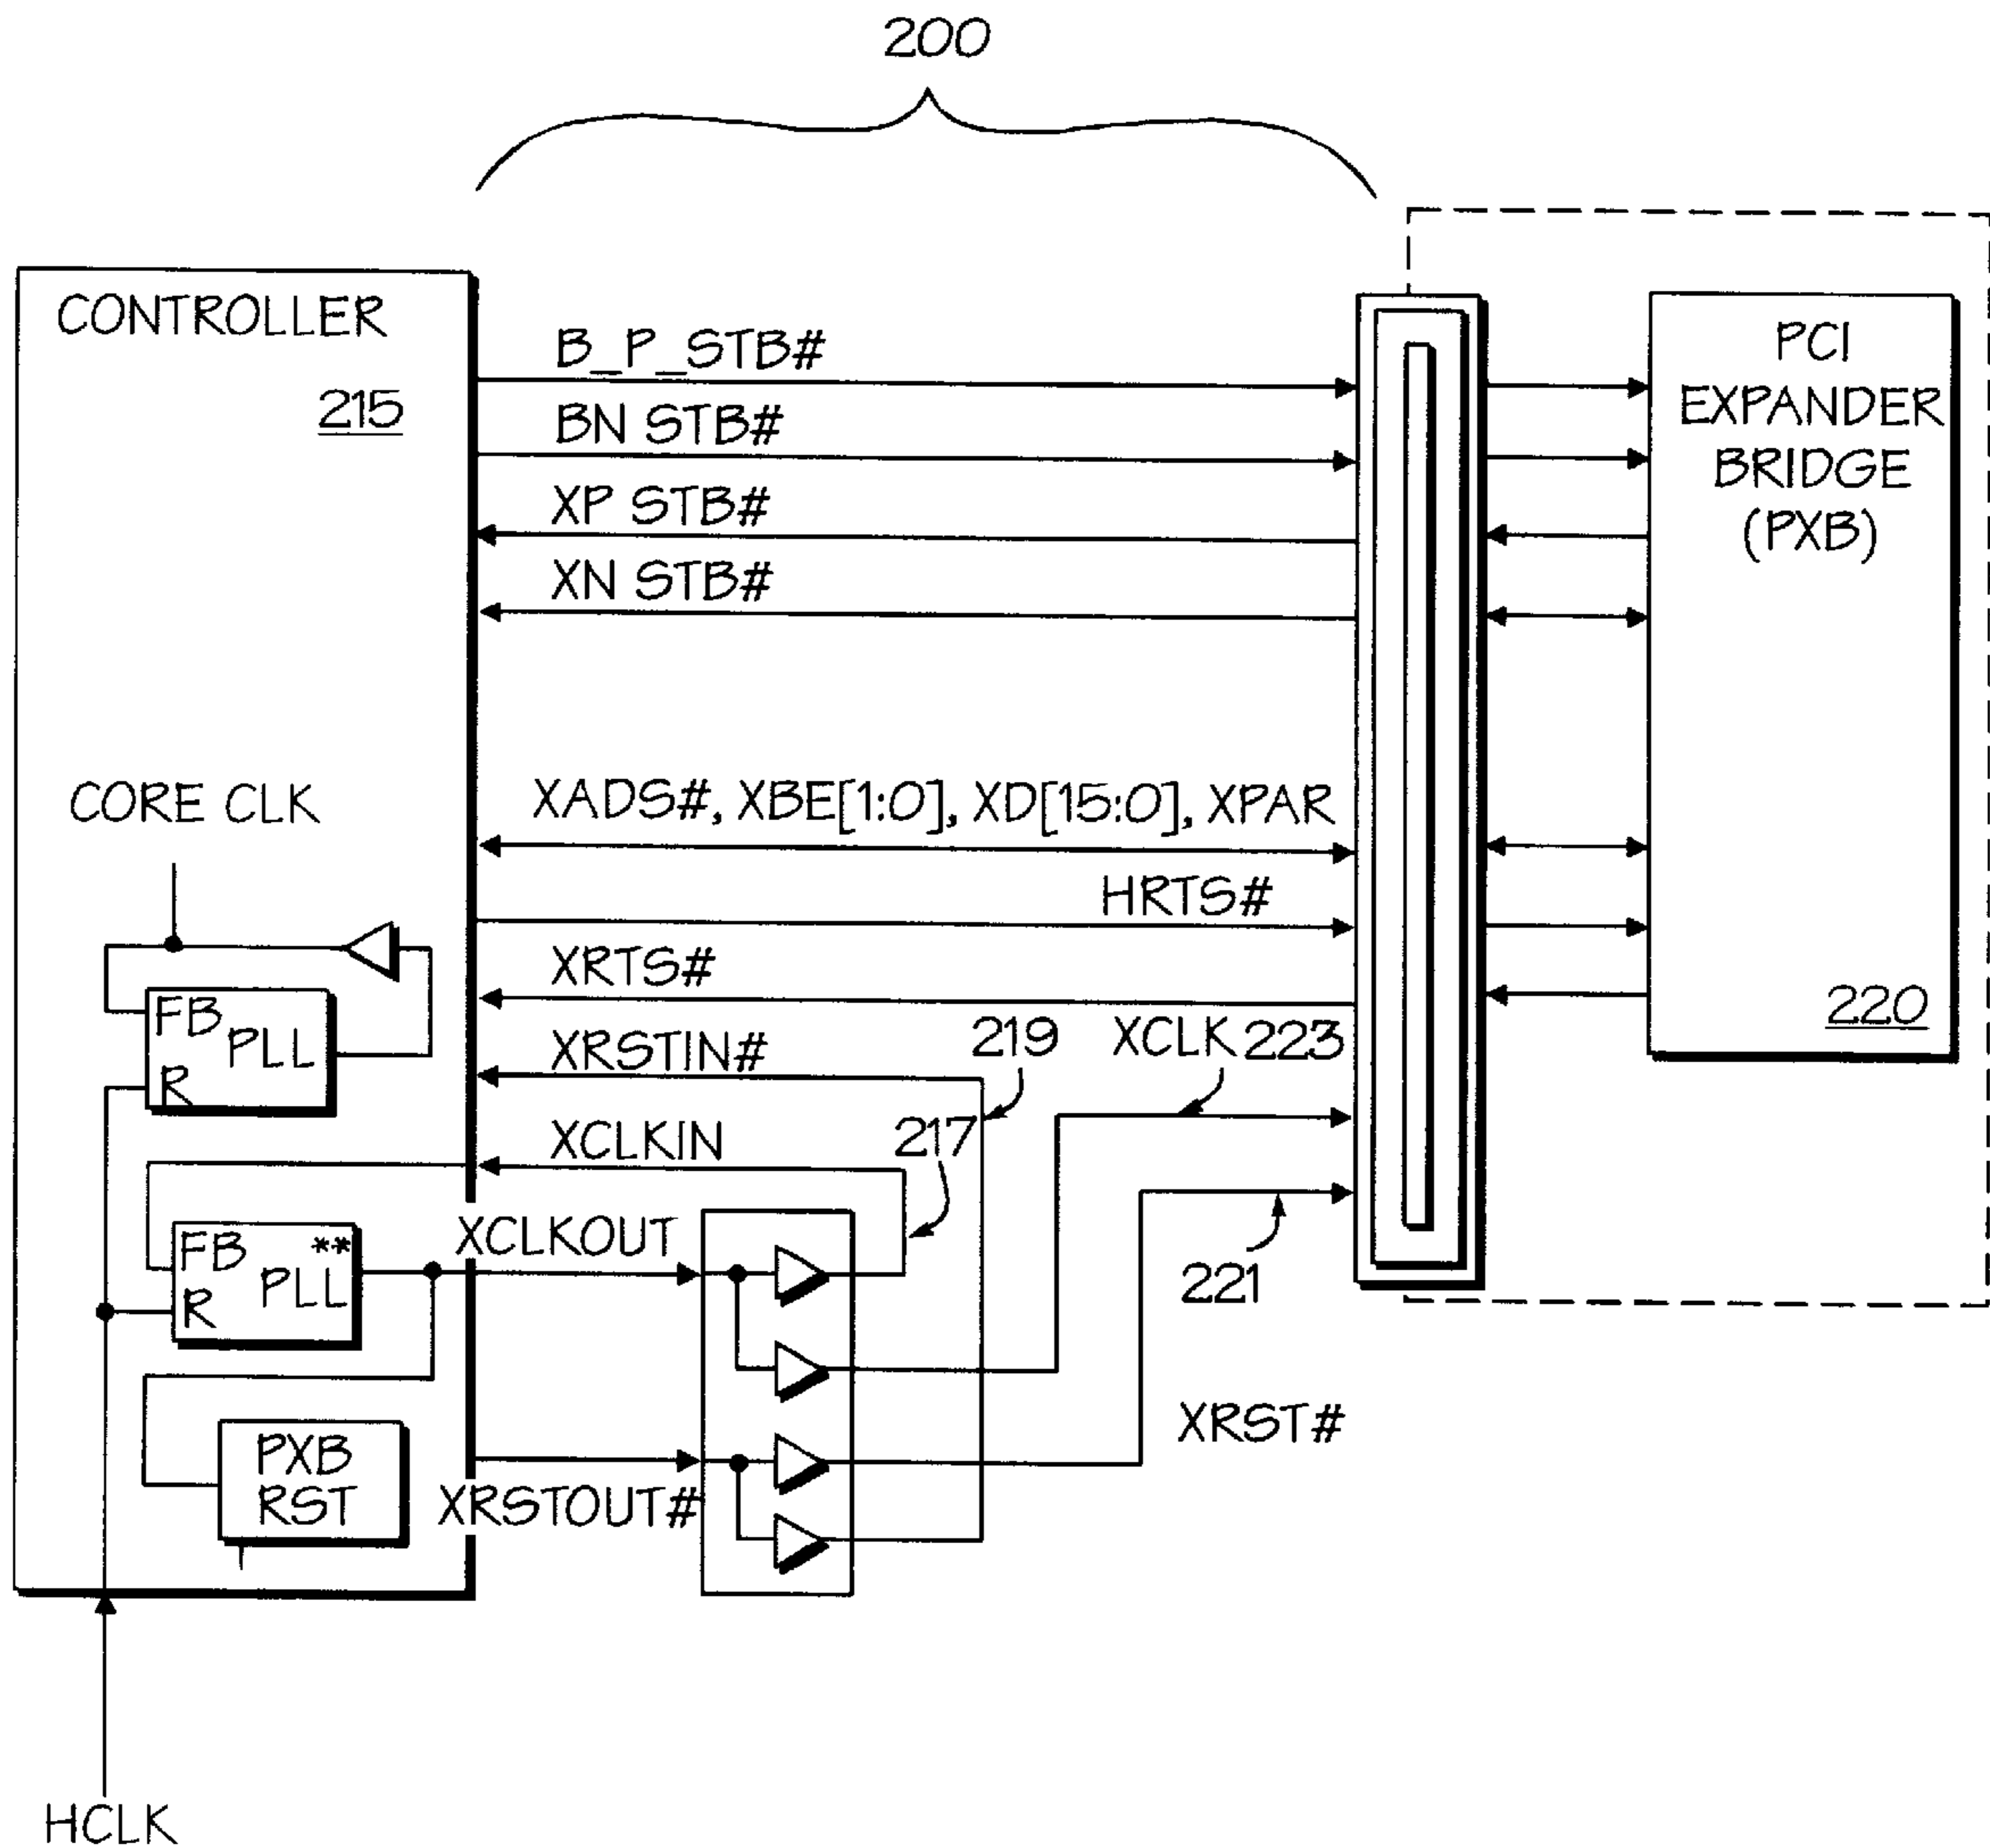 200
CONTROLLER
215
B_P_STB#
BN STB#
XP STB#
XN STB#
PCI
EXPANDER
BRIDGE
(PXB)
220
CORE CLK
XADS#, XBE[1:0], XD[15:0], XPAR
HRTS#
XRTS#
XRSTIN#
219
XCLK 223
FB
PLL
R
XCLKIN
217
XCLKOUT
FB
**
PLL
R
221
XRST#
PXB
RST
XRSTOUT#
HCLK